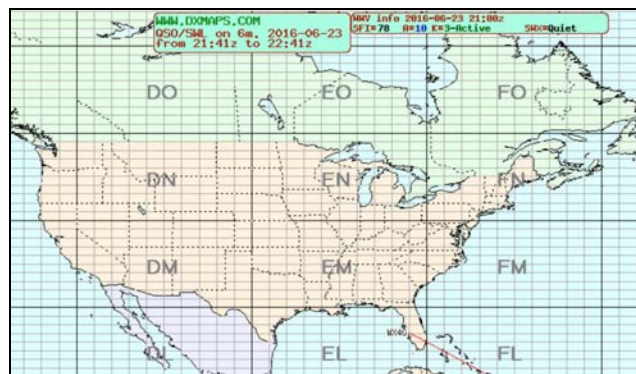 WWW.DXMAPS.COM
QSO/SWL on 6m. 2016-06-23
from 21:41z to 22:41z
WWV info 2016-06-23 21:00z
SFI=78 A=10 K=3-Active SWX=Quiet
DO EO FO
DN EN FN
DM EM FM
DL EL FL